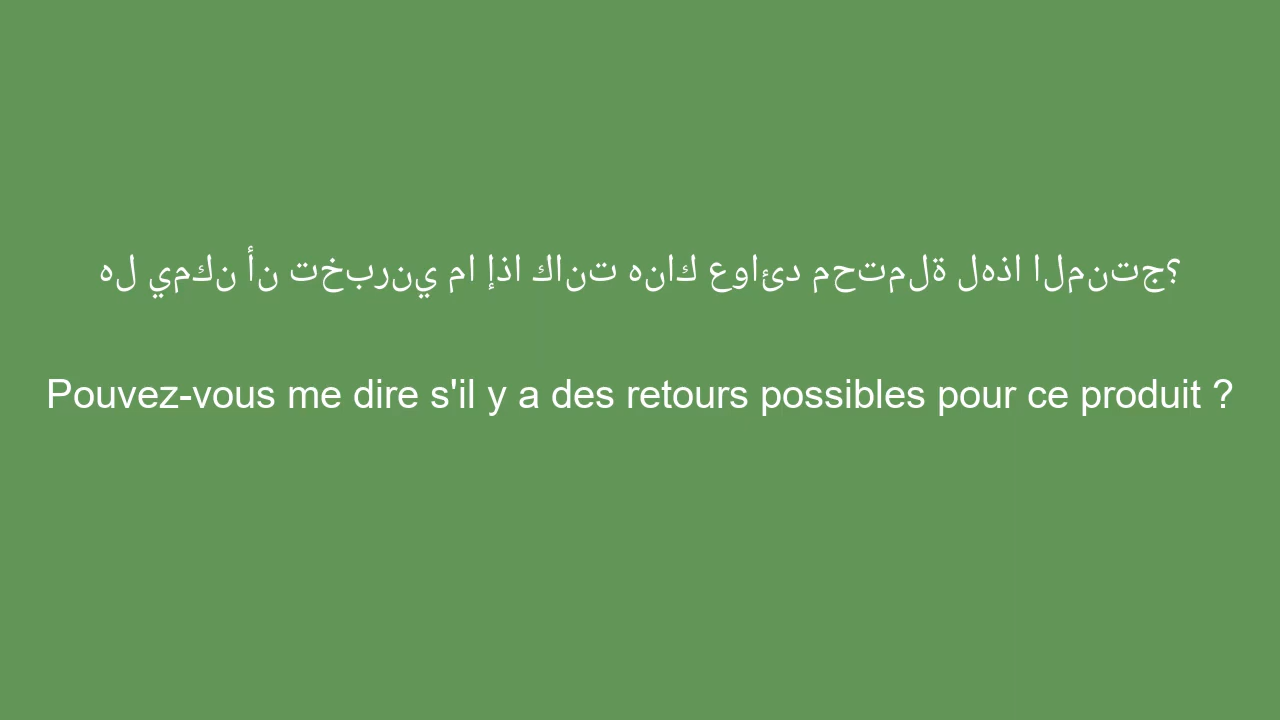 هل يمكن أن تخبرني ما إذا كانت هناك عوائد محتملة لهذا المنتج؟
Pouvez-vous me dire s'il y a des retours possibles pour ce produit ?